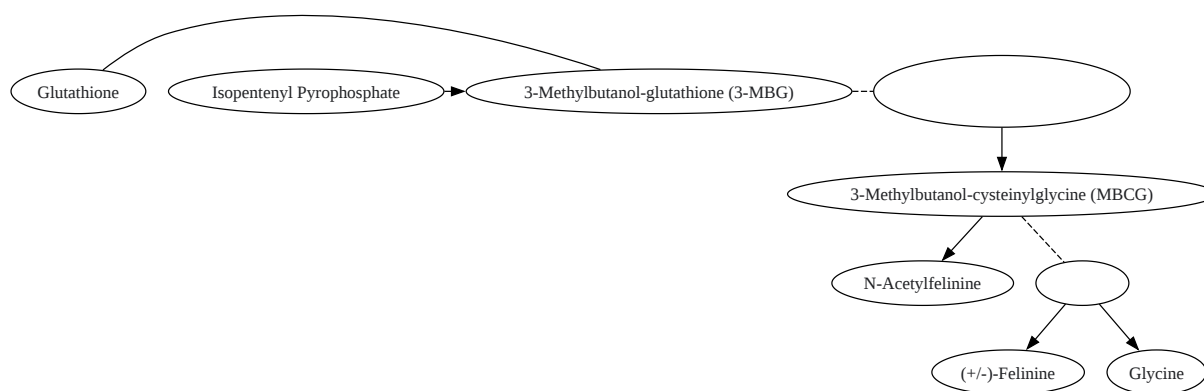 Glutathione
Isopentenyl Pyrophosphate
3-Methylbutanol-glutathione (3-MBG)
3-Methylbutanol-cysteinylglycine (MBCG)
N-Acetylfelinine
(+/-)-Felinine
Glycine